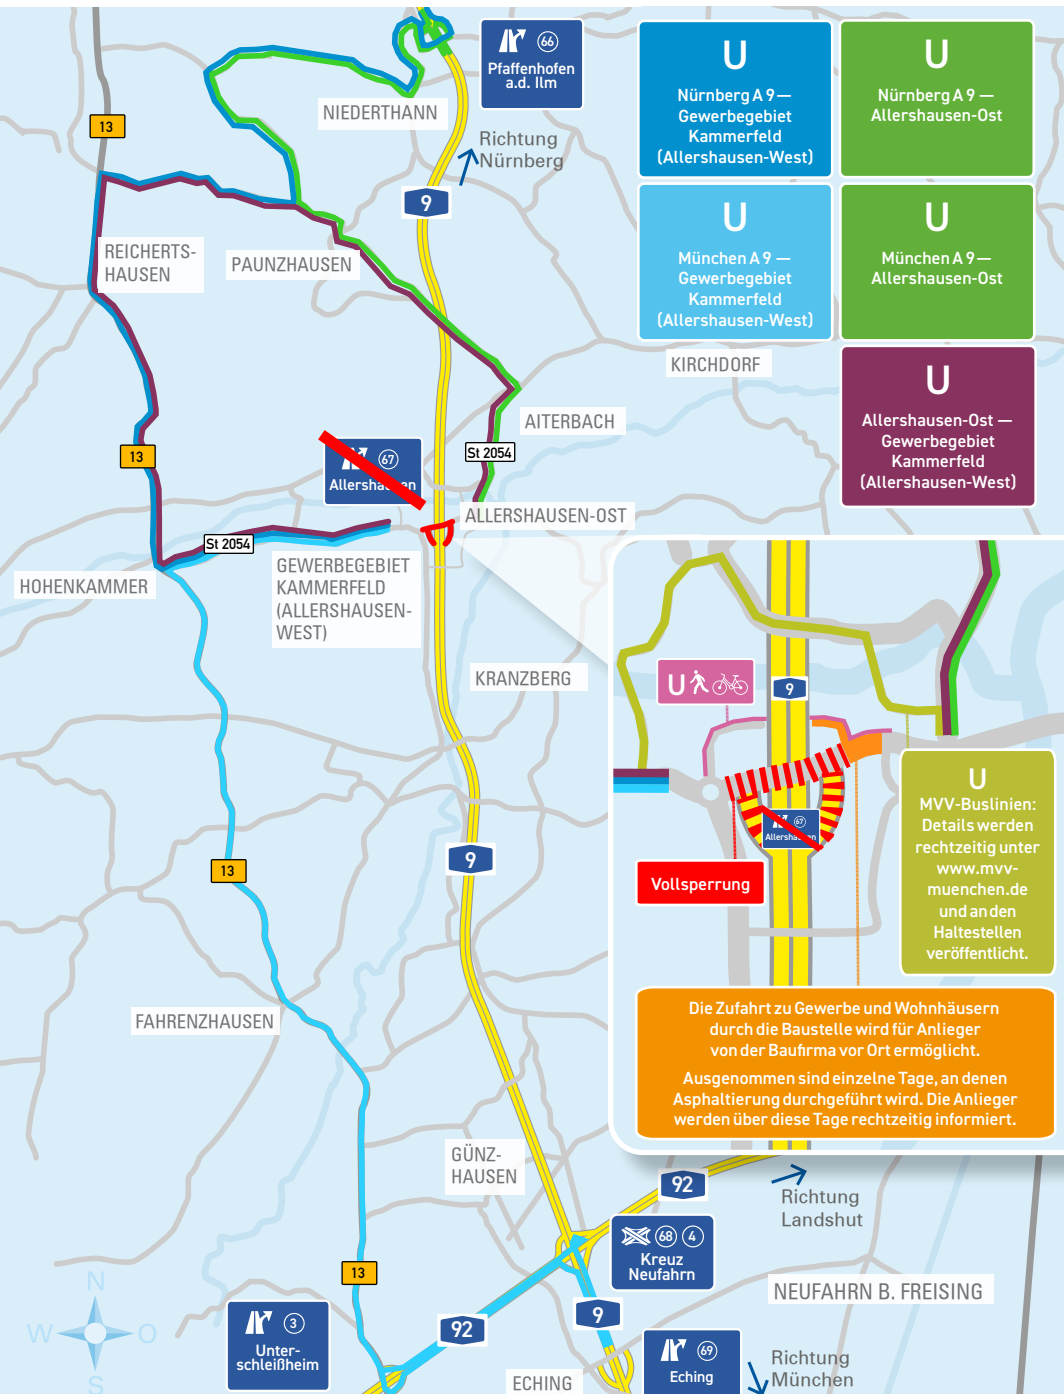 66
Pfaffenhofen
a.d. Ilm
NIEDERTHANN
13
Richtung
Nürnberg
9
U
Nürnberg A 9 —
Gewerbegebiet
Kammerfeld
(Allershausen-West)
U
Nürnberg A 9 —
Allershausen-Ost
U
München A 9 —
Gewerbegebiet
Kammerfeld
(Allershausen-West)
U
München A 9 —
Allershausen-Ost
U
Allershausen-Ost —
Gewerbegebiet
Kammerfeld
(Allershausen-West)
REICHERTS-
HAUSEN
PAUNZHAUSEN
KIRCHDORF
AITERBACH
13
St 2054
67
Allershausen
ALLERSHAUSEN-OST
St 2054
HOHENKAMMER
GEWERBEGEBIET
KAMMERFELD
(ALLERSHAUSEN-
WEST)
KRANZBERG
U
9
67
Allershausen
Vollsperrung
U
MVV-Buslinien:
Details werden
rechtzeitig unter
www.mvv-
muenchen.de
und an den
Haltestellen
veröffentlicht.
Die Zufahrt zu Gewerbe und Wohnhäusern
durch die Baustelle wird für Anlieger
von der Baufirma vor Ort ermöglicht.
Ausgenommen sind einzelne Tage, an denen
Asphaltierung durchgeführt wird. Die Anlieger
werden über diese Tage rechtzeitig informiert.
9
13
FAHRENZHAUSEN
GÜNZ-
HAUSEN
92
Richtung
Landshut
68 4
Kreuz
Neufahrn
NEUFAHRN B. FREISING
13
9
92
N
W O
S
3
Unter-
schleißheim
69
Eching
ECHING
Richtung
München